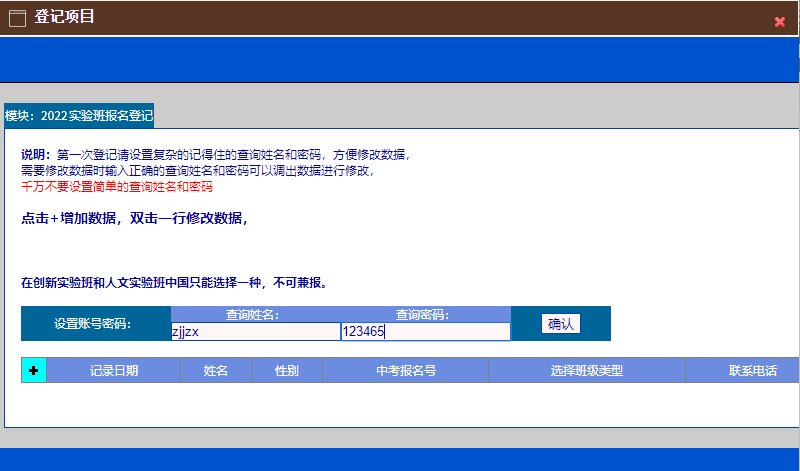 登记项目
模块：2022实验班报名登记
说明：第一次登记请设置复杂的记得住的查询姓名和密码，方便修改数据，
需要修改数据时输入正确的查询姓名和密码可以调出数据进行修改，
千万不要设置简单的查询姓名和密码
点击+增加数据，双击一行修改数据，
在创新实验班和人文实验班中国只能选择一种，不可兼报。
设置账号密码： 查询姓名： 查询密码：
zjjzx 123465 确认
+ 记录日期 姓名 性别 中考报名号 选择班级类型 联系电话